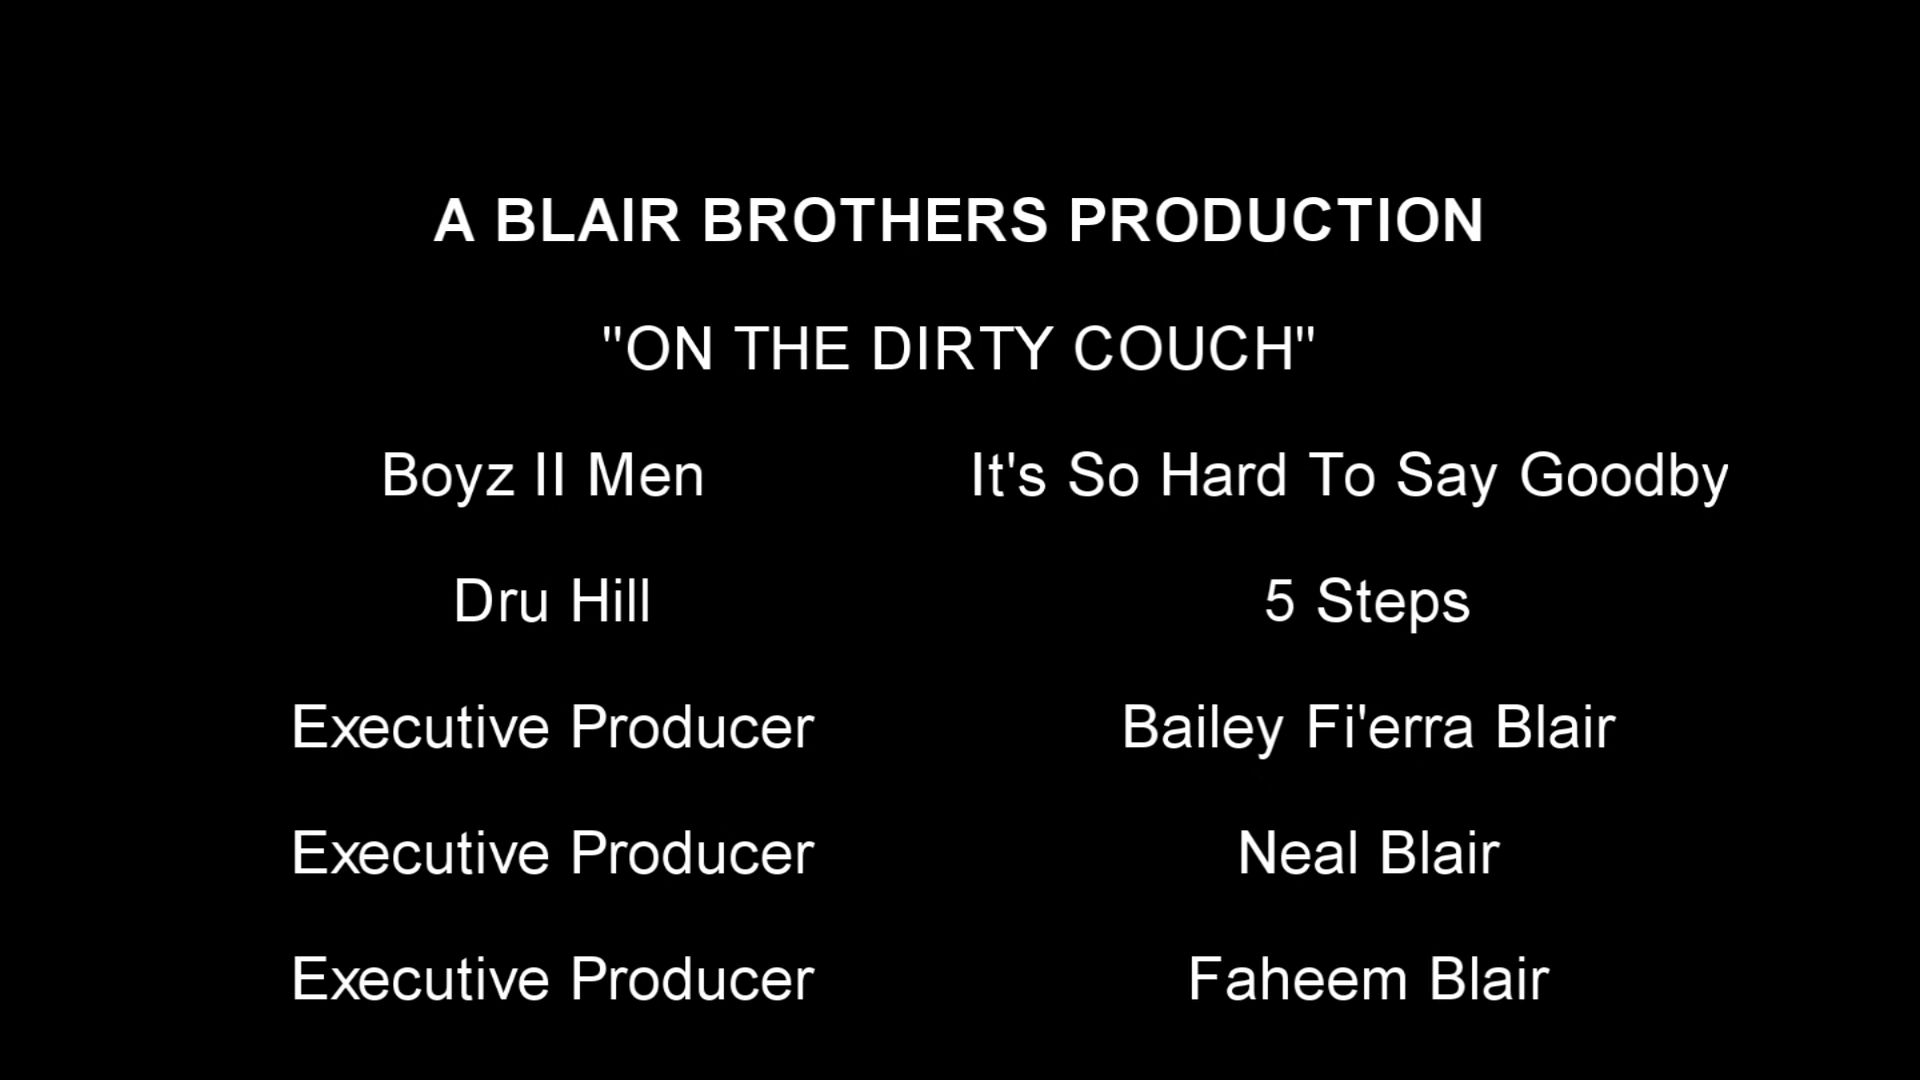 A BLAIR BROTHERS PRODUCTION
"ON THE DIRTY COUCH"
Boyz II Men It's So Hard To Say Goodby
Dru Hill 5 Steps
Executive Producer Bailey Fi'erra Blair
Executive Producer Neal Blair
Executive Producer Faheem Blair